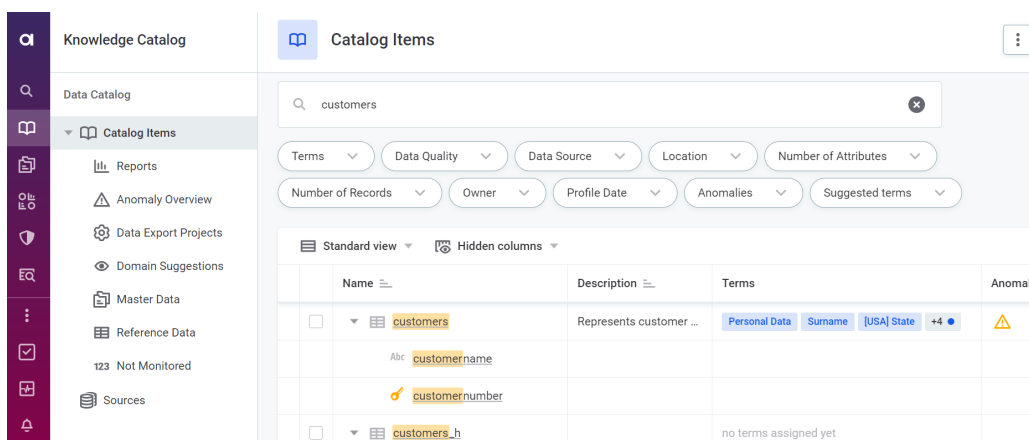 Knowledge Catalog
Catalog Items
Data Catalog
customers
Catalog Items
Reports
Anomaly Overview
Data Export Projects
Domain Suggestions
Master Data
Reference Data
123 Not Monitored
Sources
Terms Data Quality Data Source Location Number of Attributes
Number of Records Owner Profile Date Anomalies Suggested terms
Standard view Hidden columns
Name Description Terms Anomal
customers Represents customer ... Personal Data Surname [USA] State +4
Abc customername
customernumber
customers_h no terms assigned yet